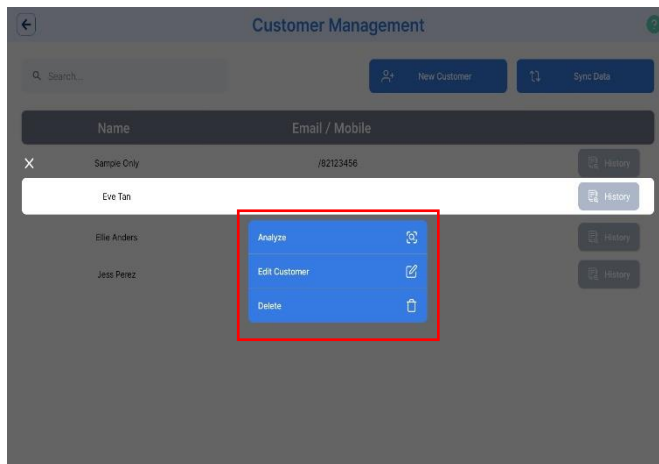 Customer Management
Search...
New Customer
Sync Data
Name Email / Mobile
Sample Only /82123456 History
Eve Tan History
Ellie Anders History
Jess Perez History
Analyze
Edit Customer
Delete